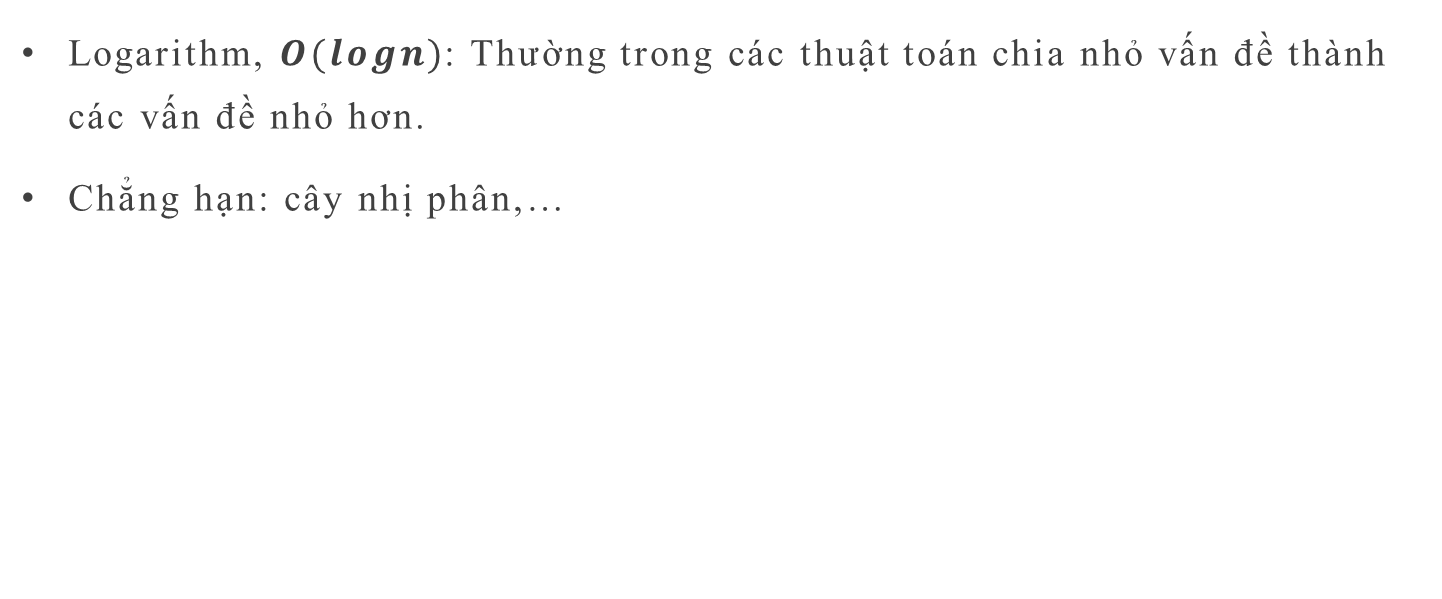 • Logarithm, O(logn): Thường trong các thuật toán chia nhỏ vấn đề thành
các vấn đề nhỏ hơn.
• Chẳng hạn: cây nhị phân,…